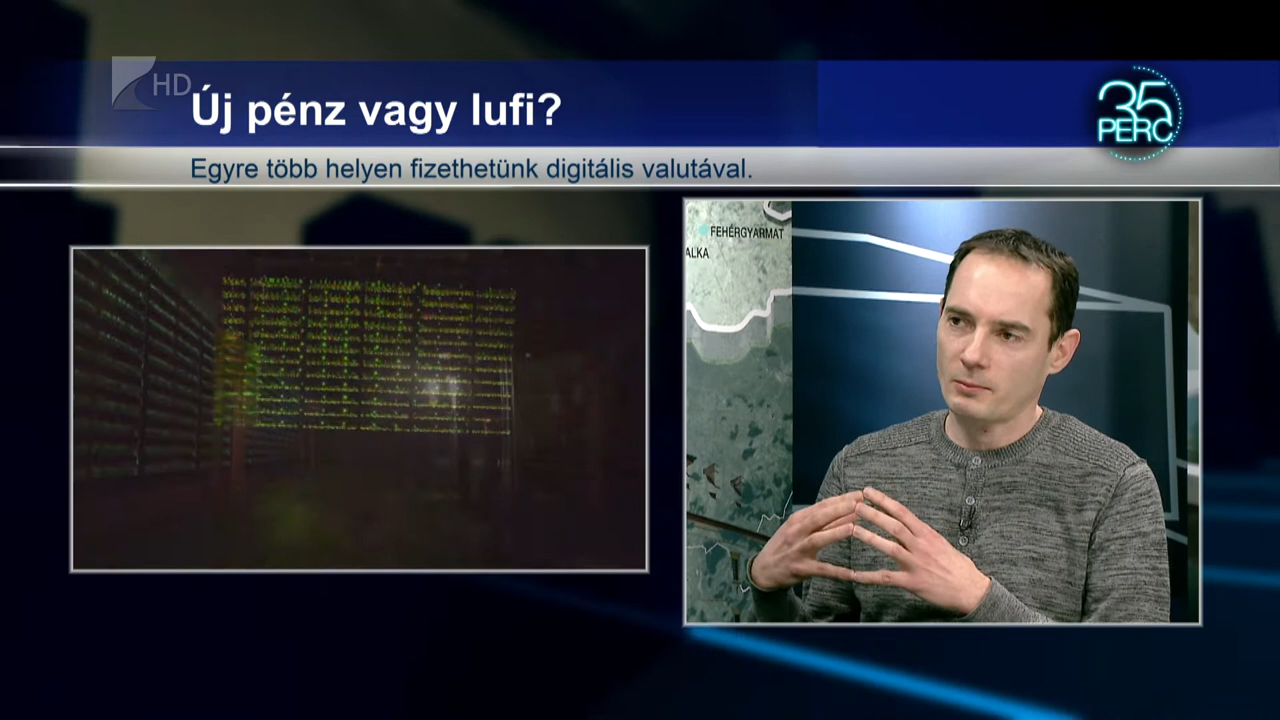 HD
Új pénz vagy lufi?
35
PERC
Egyre több helyen fizethetünk digitális valutával.
FEHÉRGYARMAT
ALKA